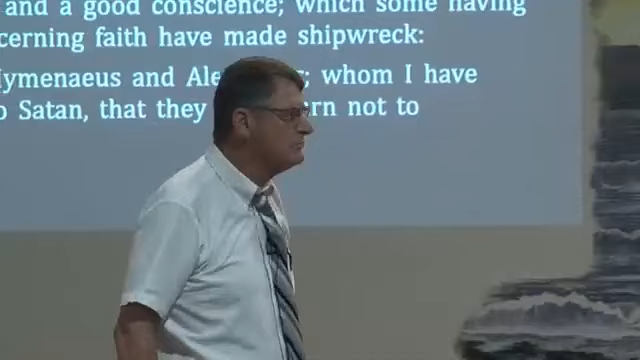 and a good conscience; which some having
cerning faith have made shipwreck:
ymenaeus and Ale s; whom I have
o Satan, that they rn not to